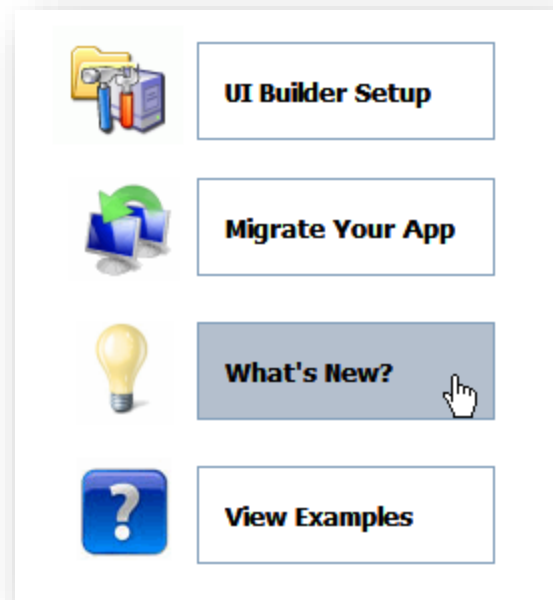 UI Builder Setup
Migrate Your App
What's New?
?
View Examples